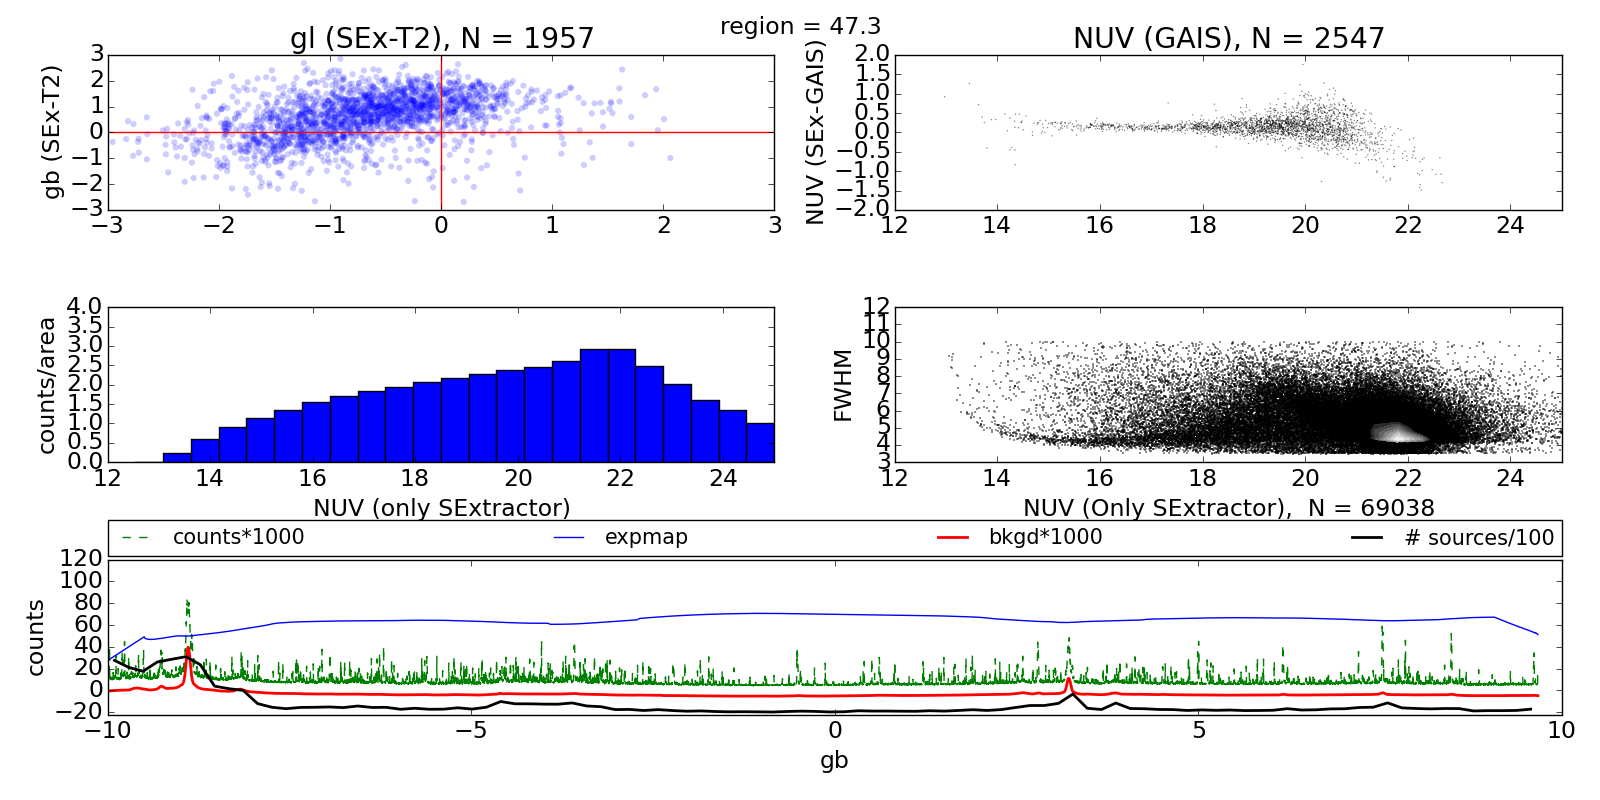 region = 47.3
gl (SEx-T2), N = 1957
NUV (GAIS), N = 2547
gb (SEx-T2)
3
2
1
0
−1
−2
−3
−3 −2 −1 0 1 2 3
NUV (SEx-GAIS)
2.0
1.5
1.0
0.5
0.0
−0.5
−1.0
−1.5
−2.0
12 14 16 18 20 22 24
counts/area
4.0
3.5
3.0
2.5
2.0
1.5
1.0
0.5
0.0
12 14 16 18 20 22 24
NUV (only SExtractor)
FWHM
12
11
10
9
8
7
6
5
4
3
12 14 16 18 20 22 24
NUV (Only SExtractor), N = 69038
counts*1000 expmap bkgd*1000 # sources/100
counts
120
100
80
60
40
20
0
−20
−10 −5 0 5 10
gb